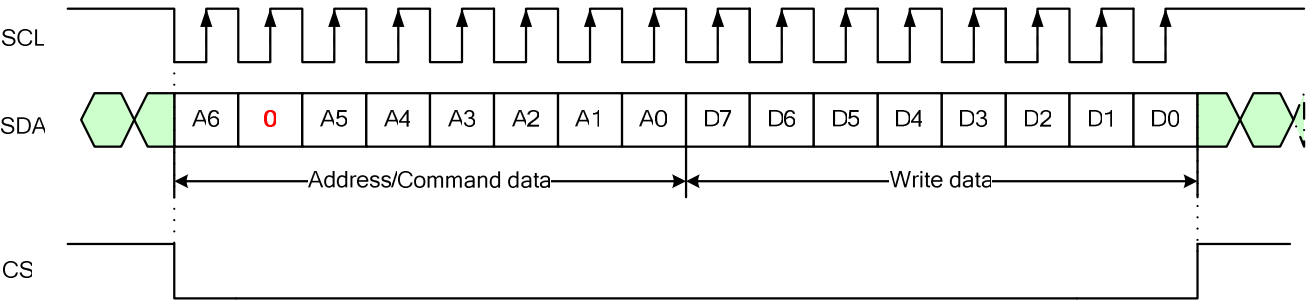 SCL
SDA A6 0 A5 A4 A3 A2 A1 A0 D7 D6 D5 D4 D3 D2 D1 D0
Address/Command data Write data
CS